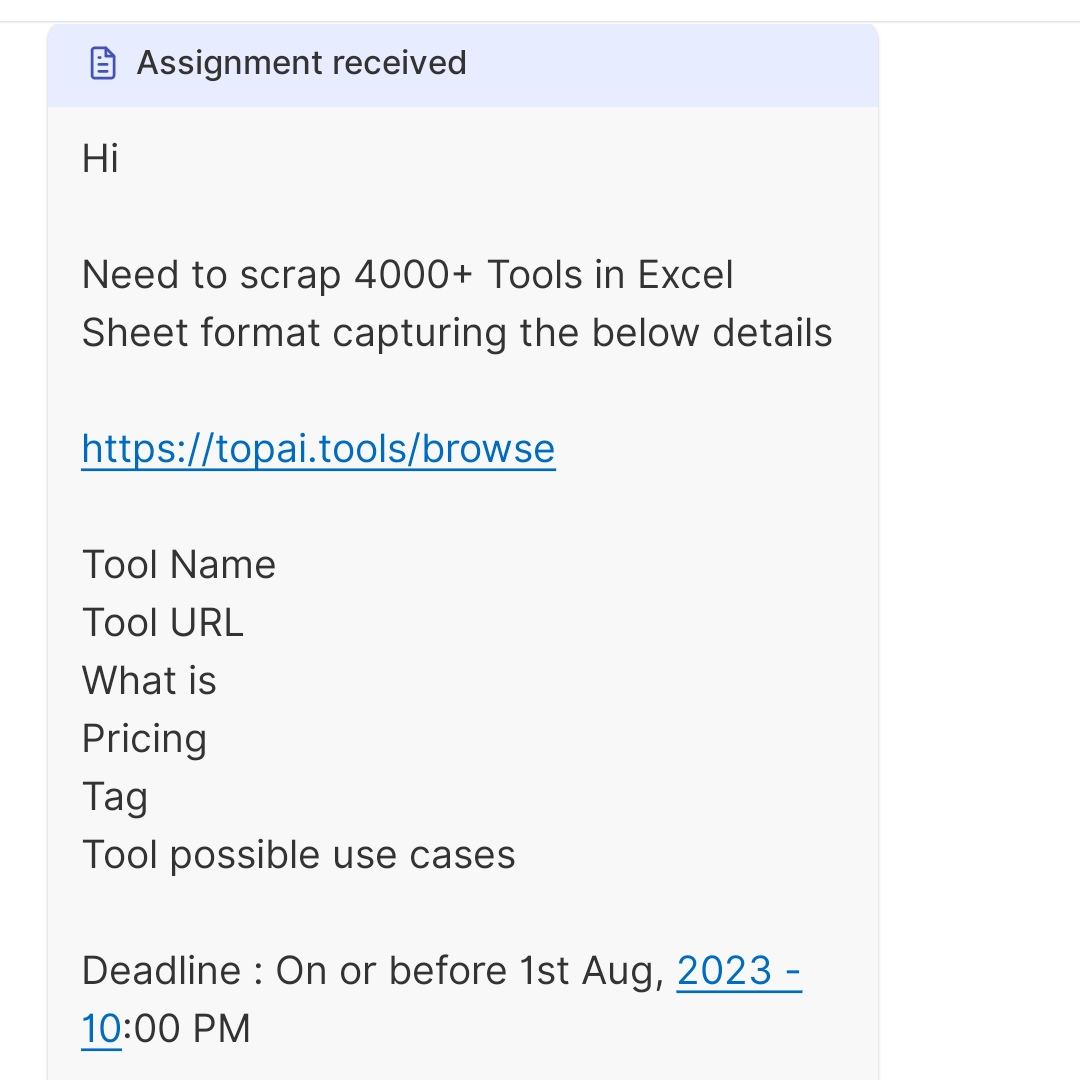 Assignment received
Hi
Need to scrap 4000+ Tools in Excel
Sheet format capturing the below details
https://topai.tools/browse
Tool Name
Tool URL
What is
Pricing
Tag
Tool possible use cases
Deadline : On or before 1st Aug, 2023 -
10:00 PM